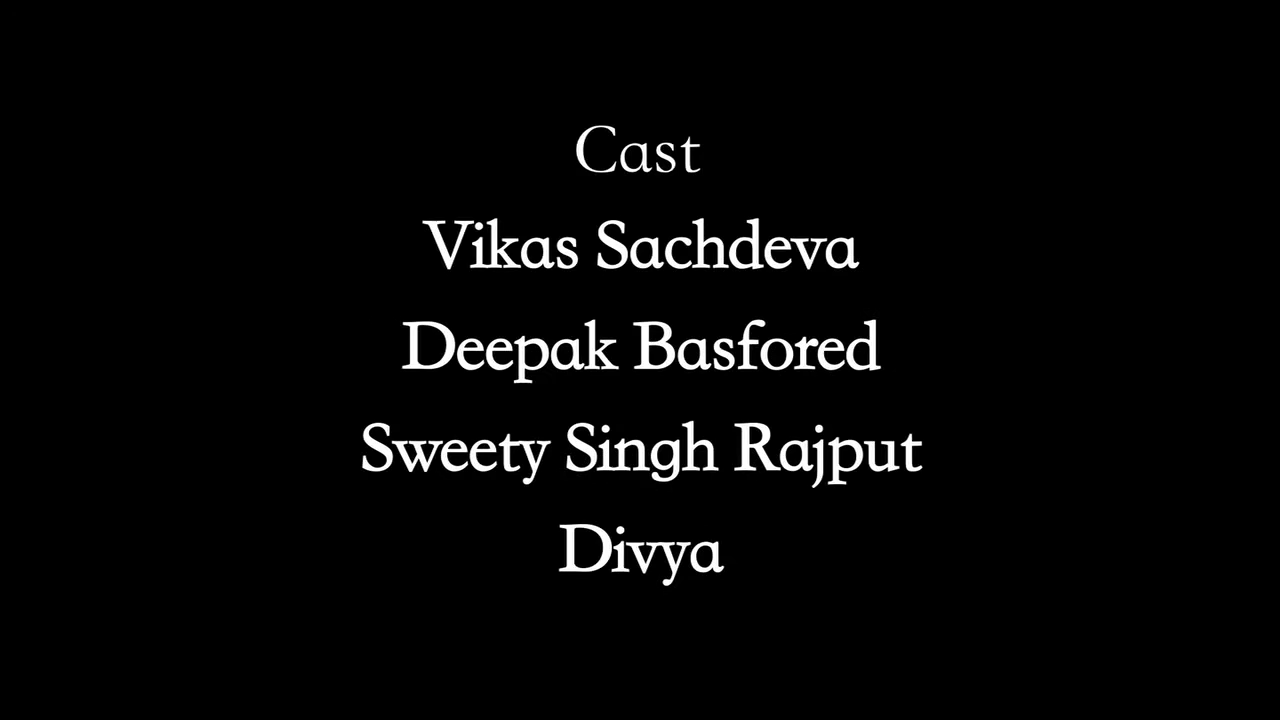 Cast
Vikas Sachdeva
Deepak Basfored
Sweety Singh Rajput
Divya